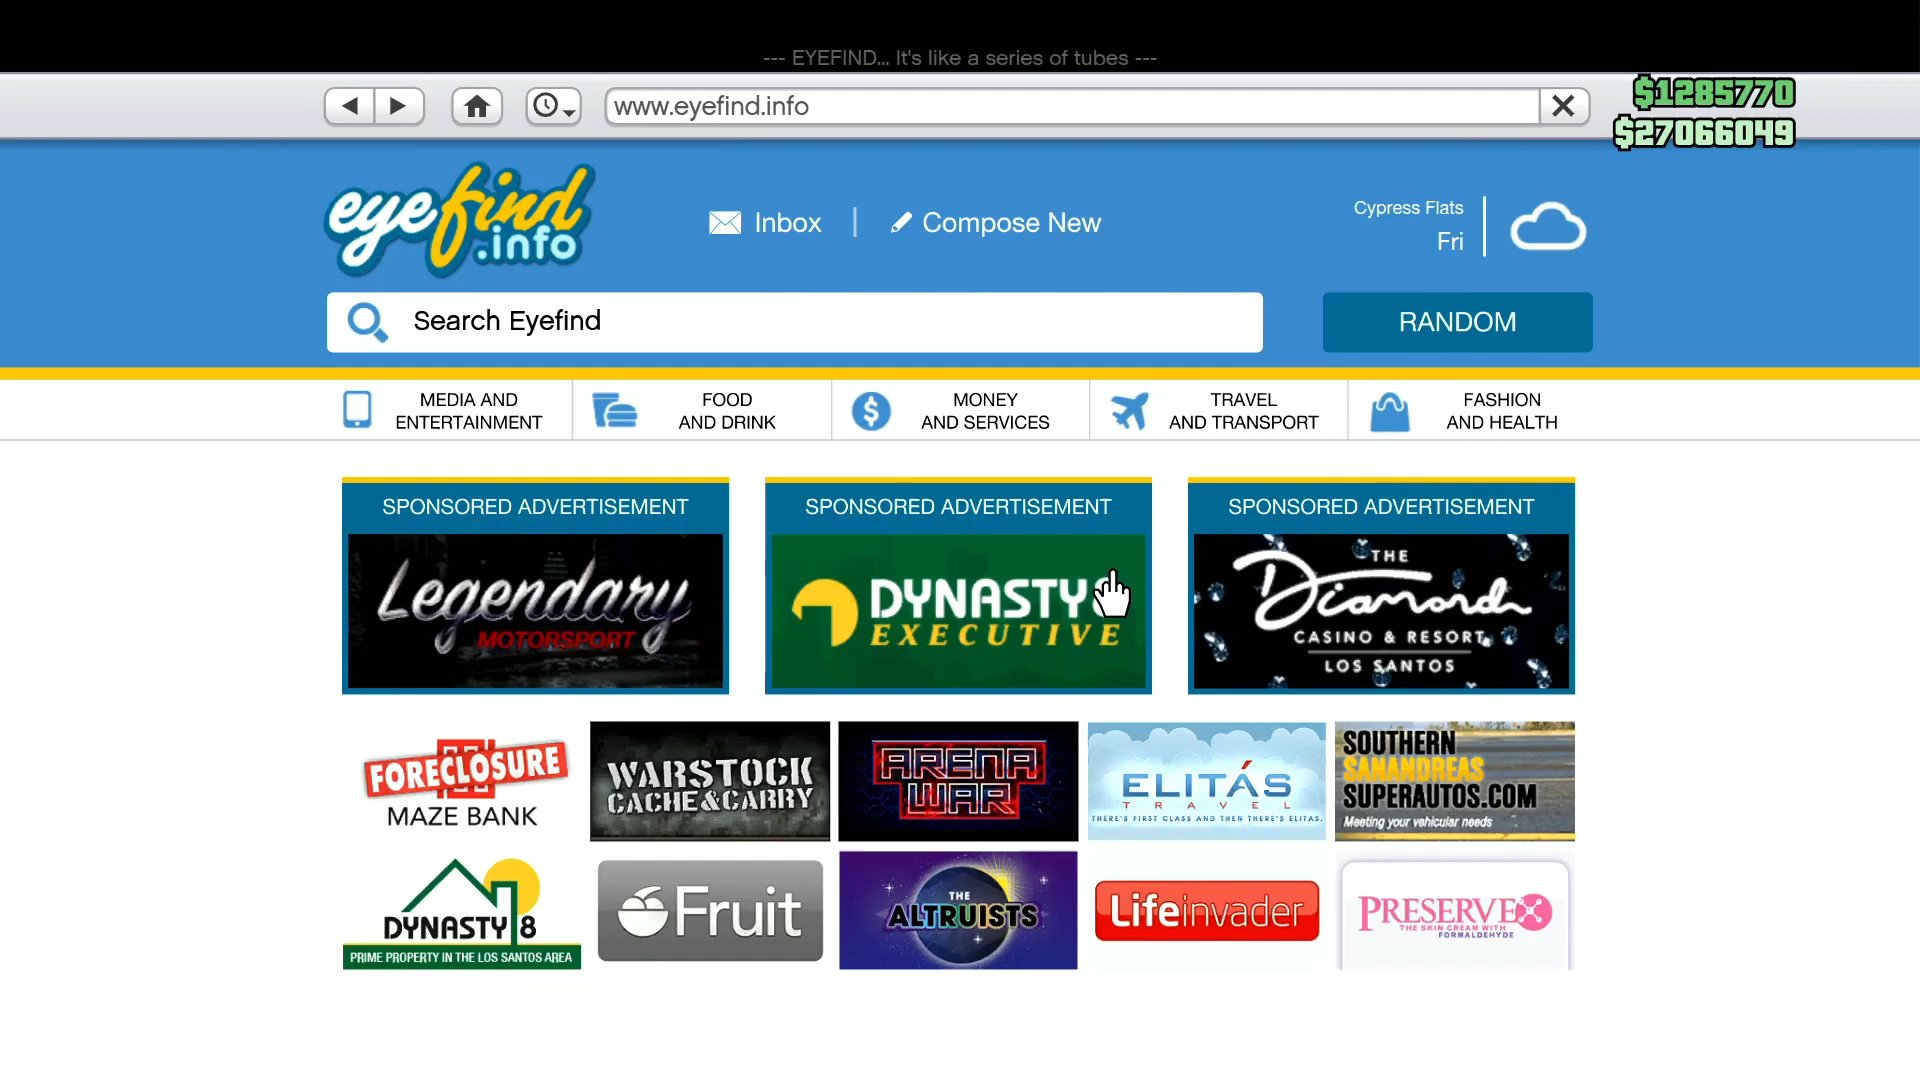 --- EYEFIND... It's like a series of tubes ---
www.eyefind.info
$1285770
$27066049
eyefind
.info
Inbox
Compose New
Cypress Flats
Fri
Search Eyefind
RANDOM
MEDIA AND
ENTERTAINMENT
FOOD
AND DRINK
MONEY
AND SERVICES
TRAVEL
AND TRANSPORT
FASHION
AND HEALTH
SPONSORED ADVERTISEMENT
Legendary
MOTORSPORT
SPONSORED ADVERTISEMENT
DYNASTY
EXECUTIVE
SPONSORED ADVERTISEMENT
THE
Diamond
CASINO & RESORT
LOS SANTOS
FORECLOSURE
MAZE BANK
WARSTOCK
CACHE&CARRY
ARENA
WAR
ELITÁS
TRAVEL
THERE'S FIRST CLASS AND THEN THERE'S ELITAS.
SOUTHERN
SANANDREAS
SUPERAUTOS.COM
Meeting your vehicular needs
DYNASTY 8
PRIME PROPERTY IN THE LOS SANTOS AREA
Fruit
THE
ALTRUISTS
Lifeinvader
PRESERVEX
THE SKIN CREAM WITH
FORMALDEHYDE